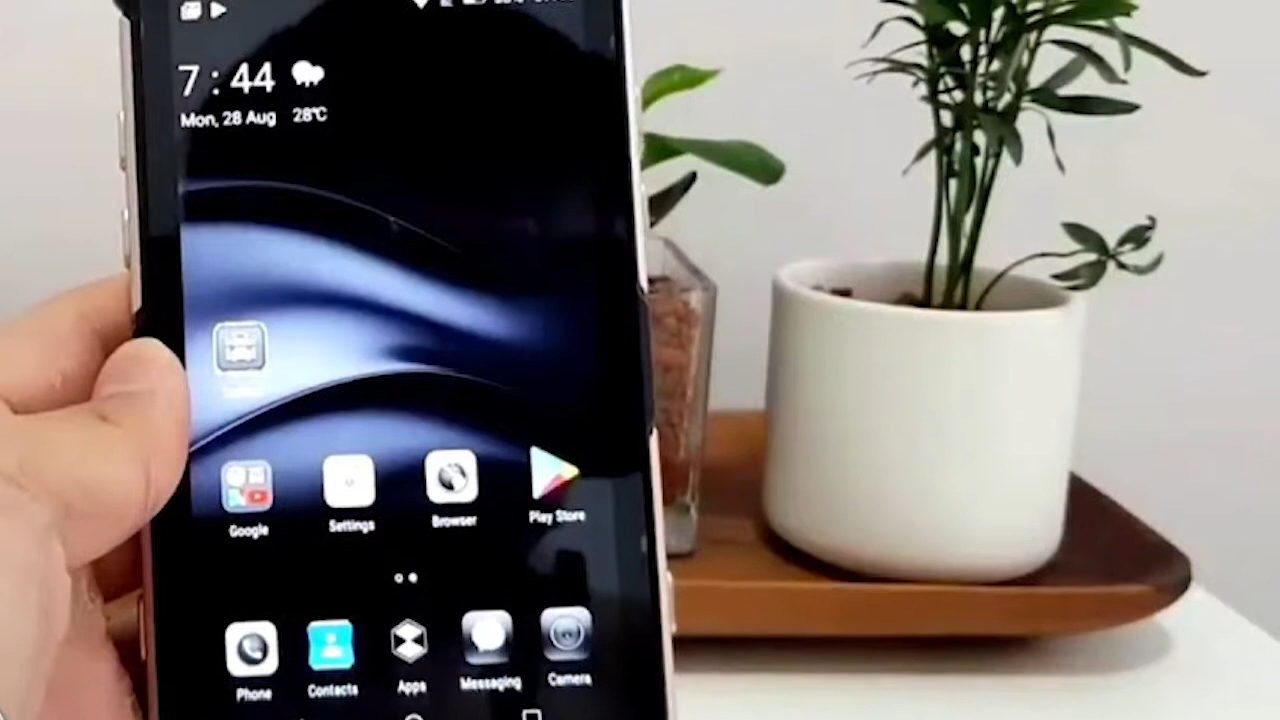 7 : 44
Mon, 28 Aug 28℃
Google
Settings
Browser
Play Store
Phone
Contacts
Apps
Messaging
Camera